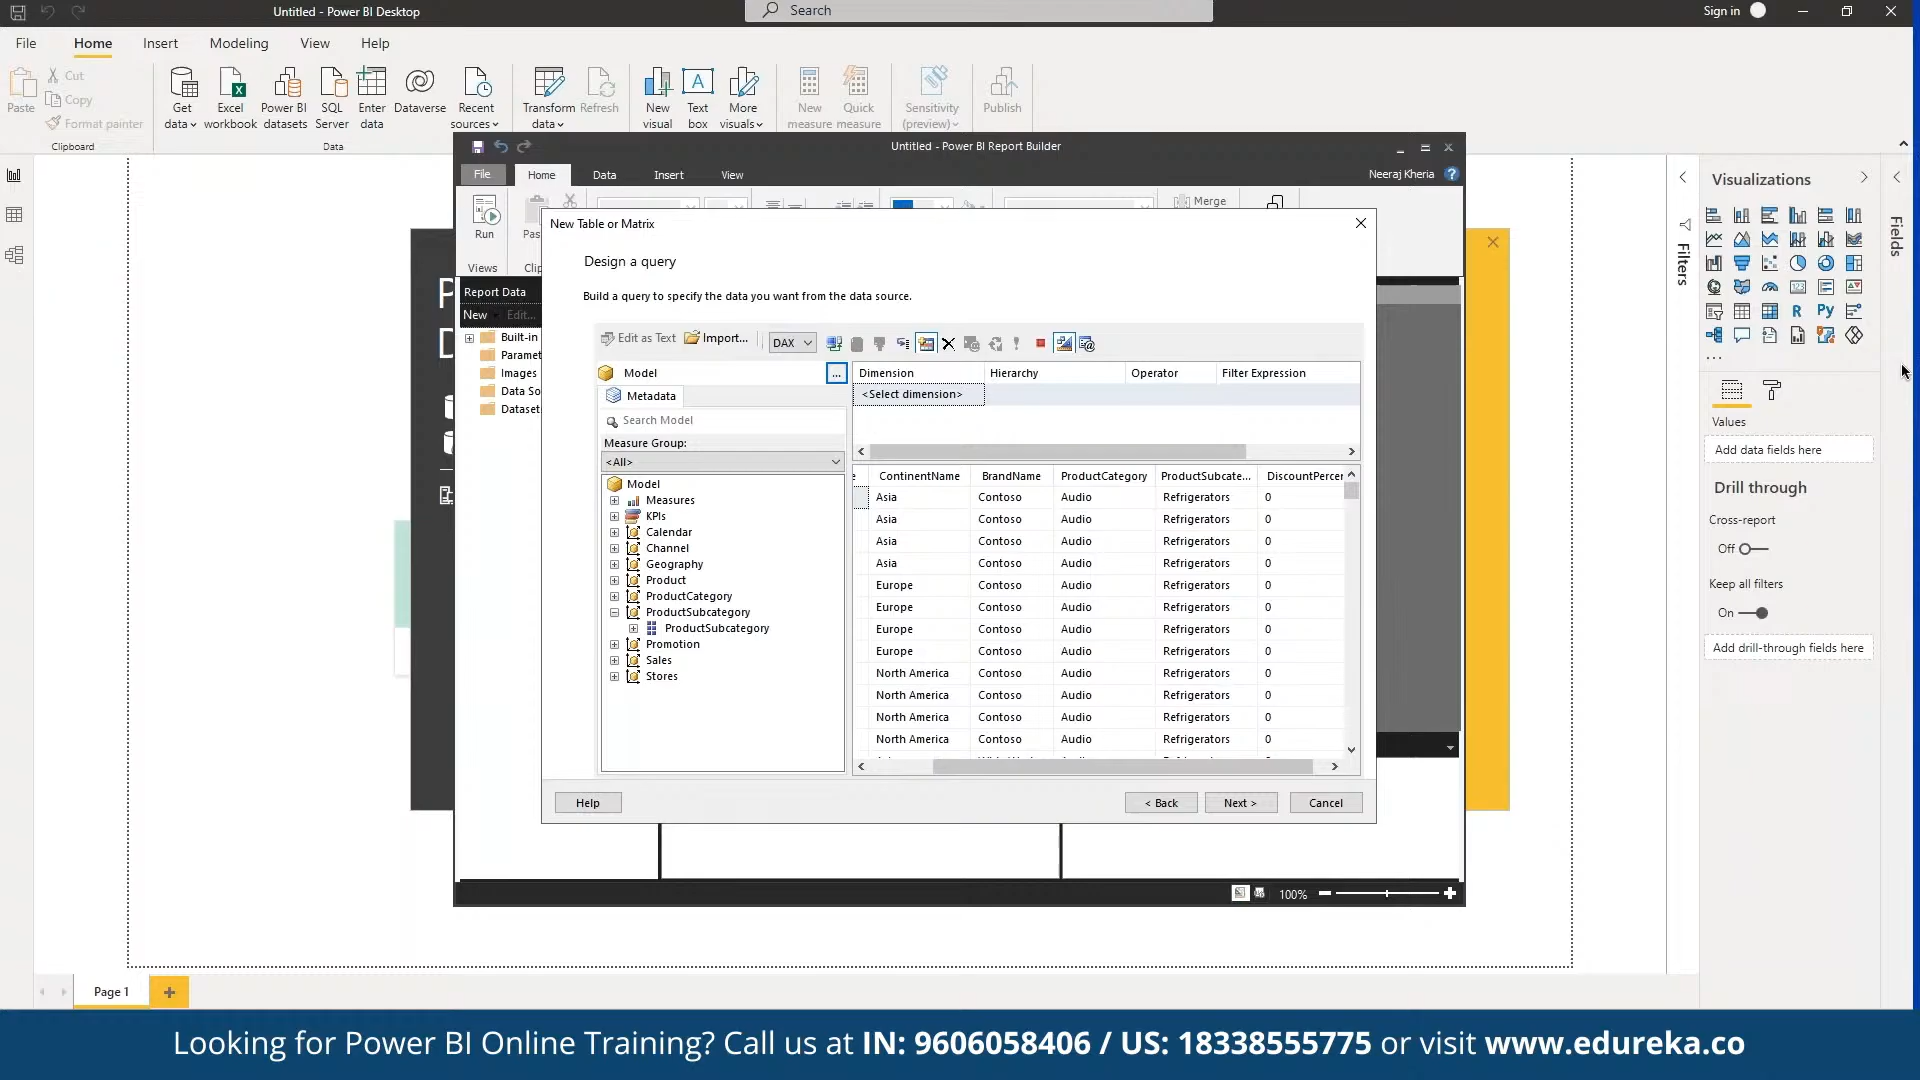 Untitled - Power BI Desktop
Search
Sign in
File Home Insert Modeling View Help
Paste
Cut
Copy
Format painter
Clipboard
Get data
Excel workbook
Power BI datasets
SQL Server
Enter data
Dataverse
Recent sources
Data
Transform data
Refresh
New visual
Text box
More visuals
New measure
Quick measure
Sensitivity (preview)
Publish
Untitled - Power BI Report Builder
File Home Data Insert View
Neeraj Kheria
Run
Views
Merge
New Table or Matrix
Design a query
Build a query to specify the data you want from the data source.
Report Data
New Edit...
Built-in
Images
Edit as Text Import... DAX
Model ...
Metadata
Search Model
Measure Group:
<All>
Model
Measures
KPIs
Calendar
Channel
Geography
Product
ProductCategory
ProductSubcategory
ProductSubcategory
Promotion
Sales
Stores
Dimension Hierarchy Operator Filter Expression
<Select dimension>
ContinentName BrandName ProductCategory ProductSubcate...
Asia Contoso Audio Refrigerators 0
Asia Contoso Audio Refrigerators 0
Asia Contoso Audio Refrigerators 0
Asia Contoso Audio Refrigerators 0
Europe Contoso Audio Refrigerators 0
Europe Contoso Audio Refrigerators 0
Europe Contoso Audio Refrigerators 0
Europe Contoso Audio Refrigerators 0
North America Contoso Audio Refrigerators 0
North America Contoso Audio Refrigerators 0
North America Contoso Audio Refrigerators 0
North America Contoso Audio Refrigerators 0
Help < Back Next > Cancel
100%
Filters
Visualizations
Fields
R Py
...
Values
Add data fields here
Drill through
Cross-report
Off
Keep all filters
On
Add drill-through fields here
Page 1 +
Looking for Power BI Online Training? Call us at IN: 9606058406 / US: 18338555775 or visit www.edureka.co